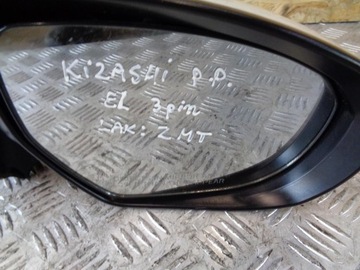 KIZASHI P.P.
EL 3pin
LAK: ZMT